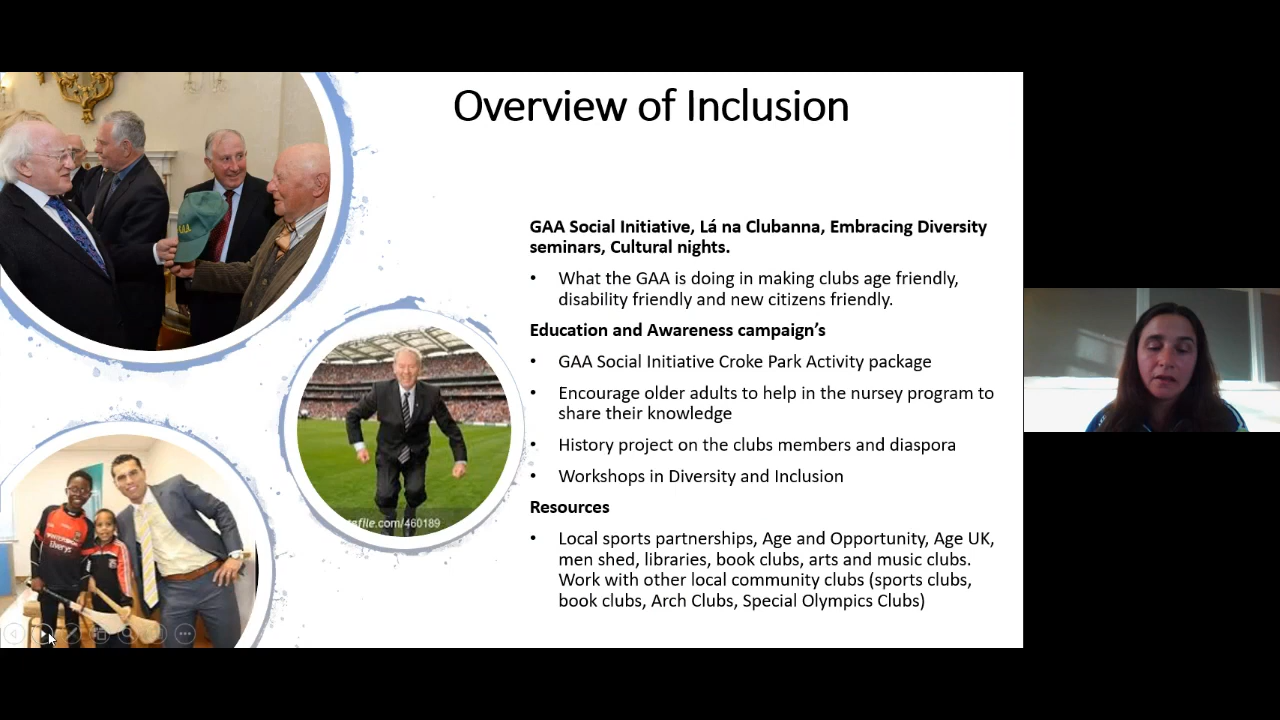 Overview of Inclusion
GAA Social Initiative, Lá na Clubanna, Embracing Diversity
seminars, Cultural nights.
• What the GAA is doing in making clubs age friendly,
disability friendly and new citizens friendly.
Education and Awareness campaign’s
• GAA Social Initiative Croke Park Activity package
• Encourage older adults to help in the nursey program to
share their knowledge
• History project on the clubs members and diaspora
• Workshops in Diversity and Inclusion
Resources
• Local sports partnerships, Age and Opportunity, Age UK,
men shed, libraries, book clubs, arts and music clubs.
Work with other local community clubs (sports clubs,
book clubs, Arch Clubs, Special Olympics Clubs)
Elverys